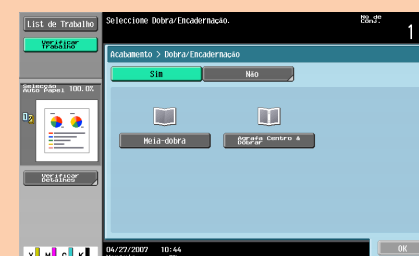 List de Trabalho
Seleccione Dobra/Encadernação.
No de
Conj.
1
Verificar
Trabalho
Acabamento > Dobra/Encadernação
Sim
Não
Selecção
Auto Papel 100.0%
Meia-dobra
Agrafa Centro &
Dobrar
Verificar
Detalhes
04/27/2007 10:44
OK
Y M C K